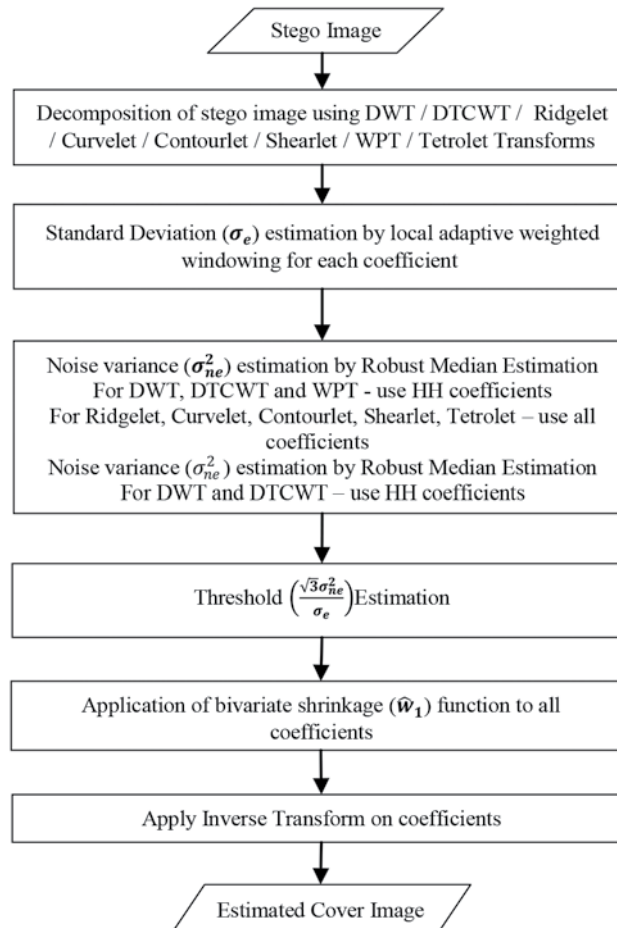 Stego Image
Decomposition of stego image using DWT / DTCWT / Ridgelet
/ Curvelet / Contourlet / Shearlet / WPT / Tetrolet Transforms
Standard Deviation (σₑ) estimation by local adaptive weighted
windowing for each coefficient
Noise variance (σ²ₙₑ) estimation by Robust Median Estimation
For DWT, DTCWT and WPT - use HH coefficients
For Ridgelet, Curvelet, Contourlet, Shearlet, Tetrolet – use all
coefficients
Noise variance (σ²ₙₑ) estimation by Robust Median Estimation
For DWT and DTCWT – use HH coefficients
Threshold (√3σ²ₙₑ/σₑ)Estimation
Application of bivariate shrinkage (ŵ₁) function to all
coefficients
Apply Inverse Transform on coefficients
Estimated Cover Image